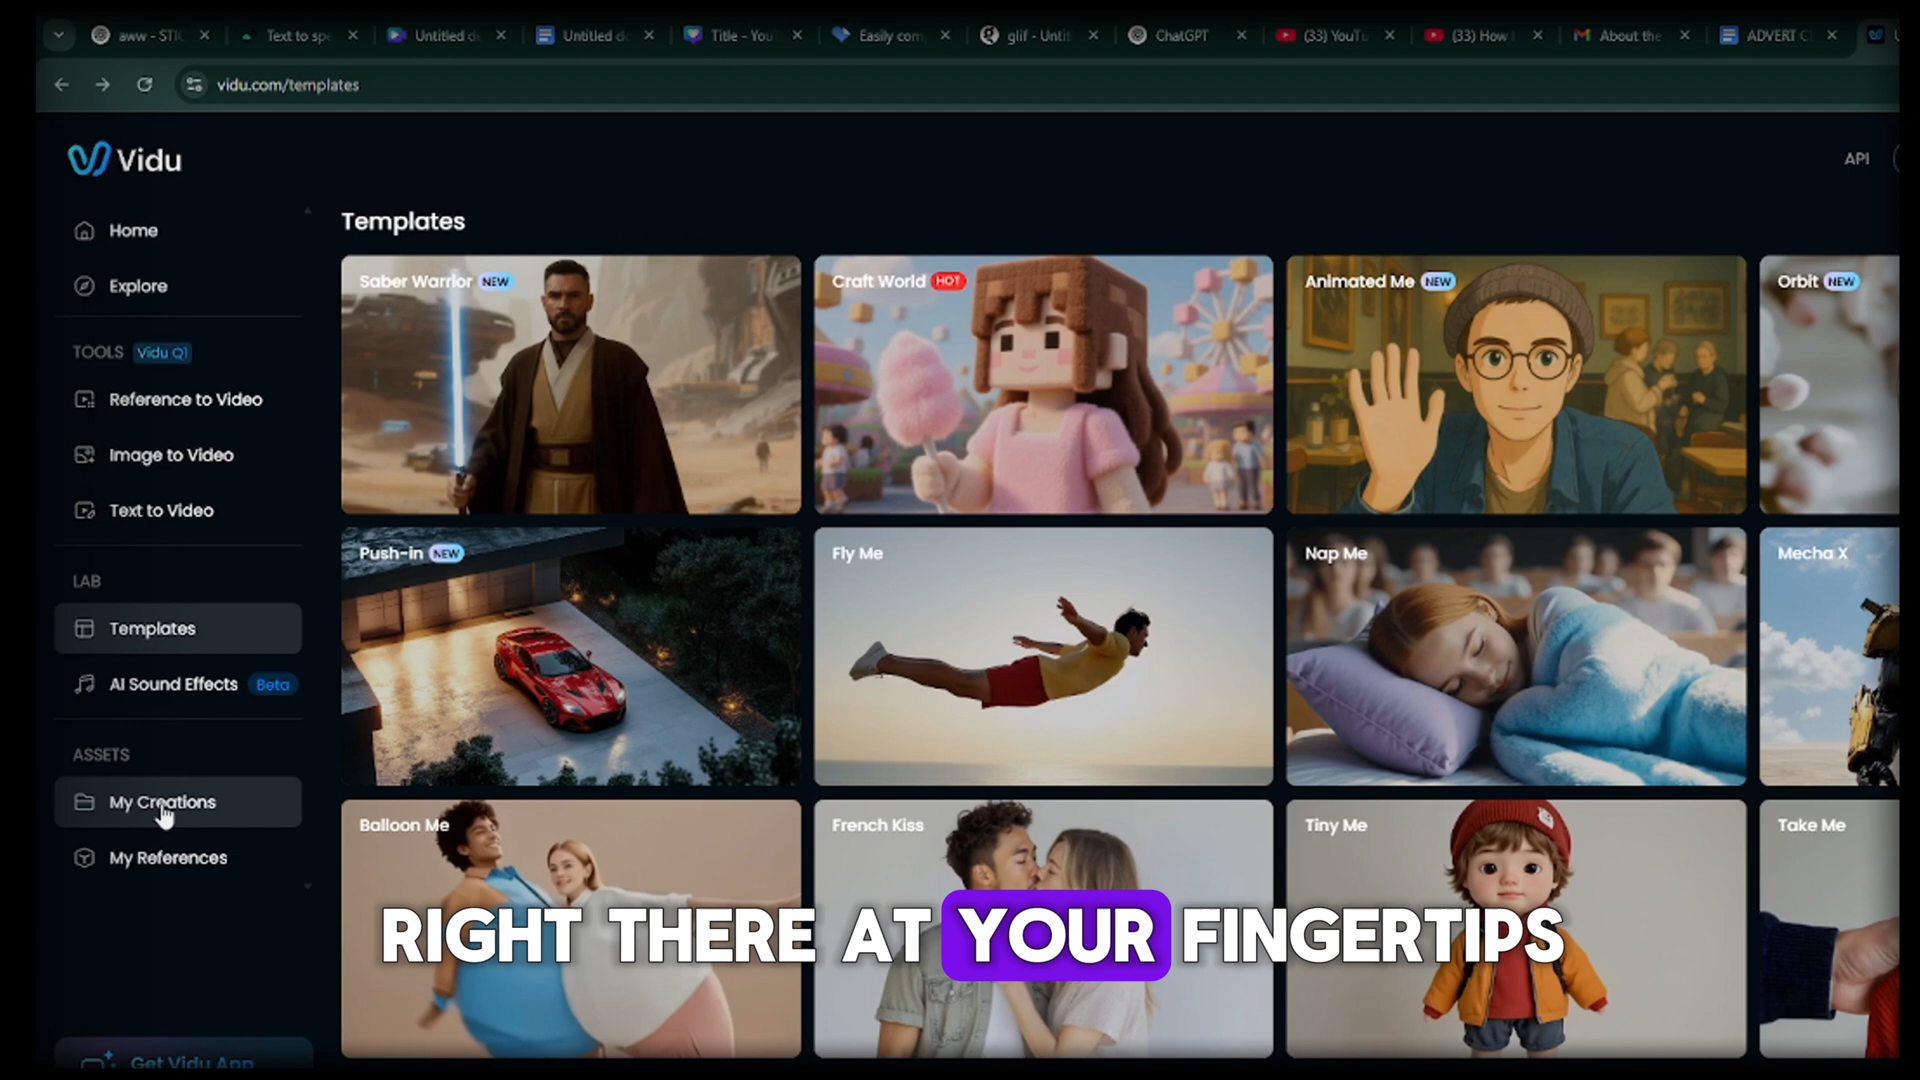 aww - STIC
Text to spe
Untitled de
Untitled do
Title - You
Easily com
glif - Untit
ChatGPT
(33) YouTu
(33) How
About the
ADVERT C
vidu.com/templates
Vidu
API
Home
Explore
TOOLS Vidu Q1
Reference to Video
Image to Video
Text to Video
LAB
Templates
AI Sound Effects Beta
ASSETS
My Creations
My References
Get Vidu App
Templates
Saber Warrior NEW
Craft World HOT
Animated Me NEW
Orbit NEW
Push-in NEW
Fly Me
Nap Me
Mecha X
Balloon Me
French Kiss
Tiny Me
Take Me
RIGHT THERE AT YOUR FINGERTIPS